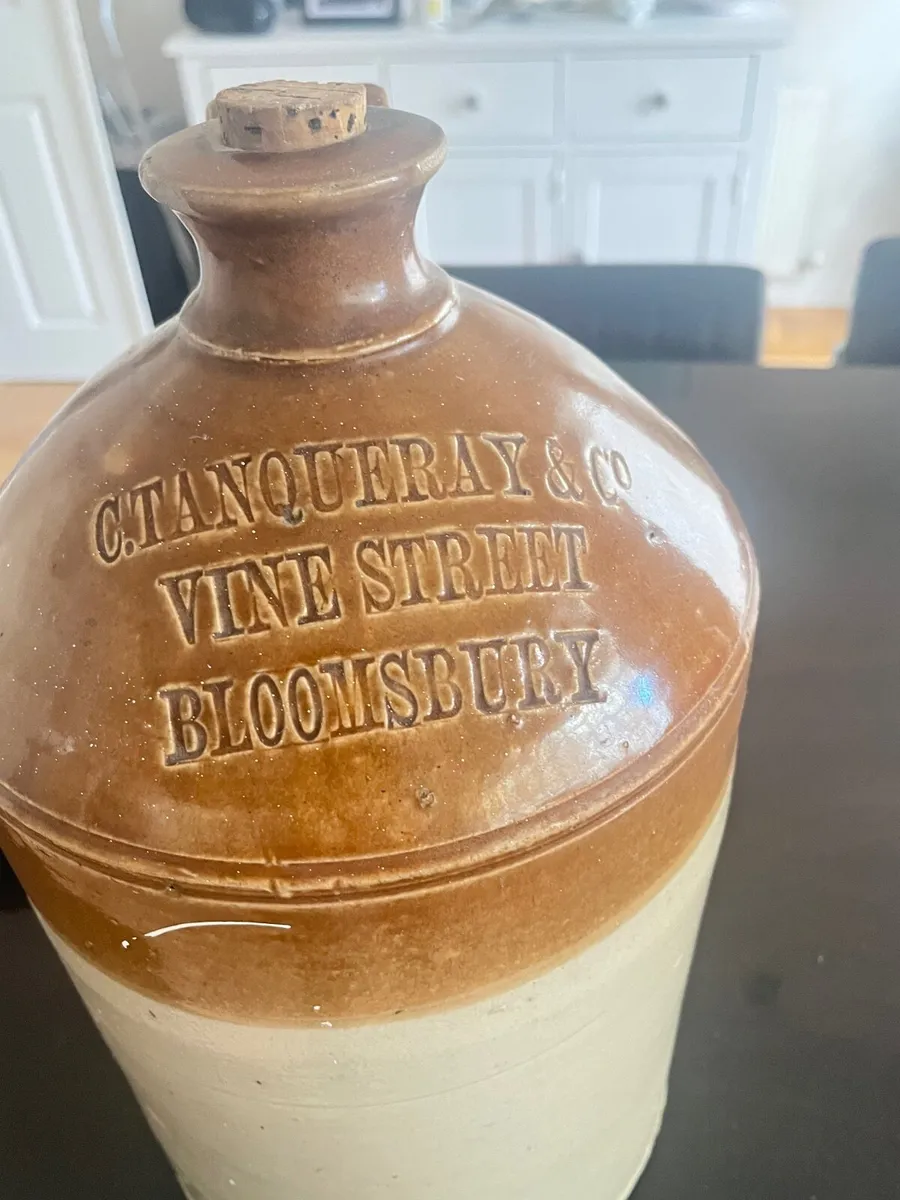 C. TANQUERAY & Co
VINE STREET
BLOOMSBURY